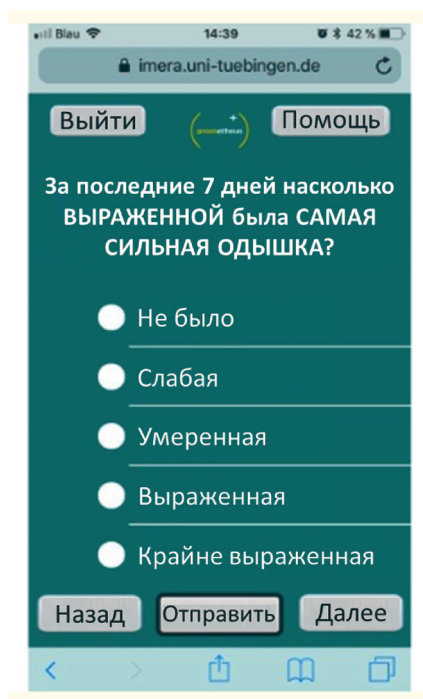 Blau 14:39 42 %
imera.uni-tuebingen.de
Выйти prometheus Помощь
За последние 7 дней насколько
ВЫРАЖЕННОЙ была САМАЯ
СИЛЬНАЯ ОДЫШКА?
Не было
Слабая
Умеренная
Выраженная
Крайне выраженная
Назад Отправить Далее